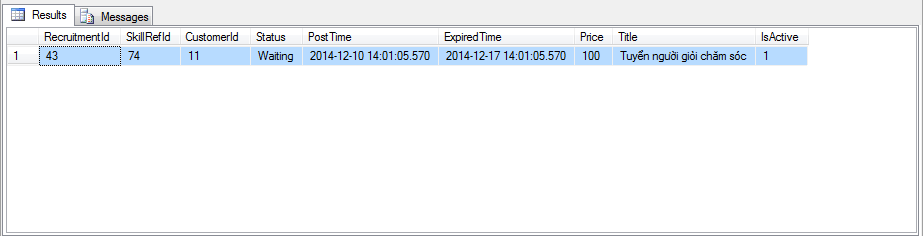 Results Messages
RecruitmentId SkillRefId CustomerId Status PostTime ExpiredTime Price Title IsActive
1 43 74 11 Waiting 2014-12-10 14:01:05.570 2014-12-17 14:01:05.570 100 Tuyển người giỏi chăm sóc 1